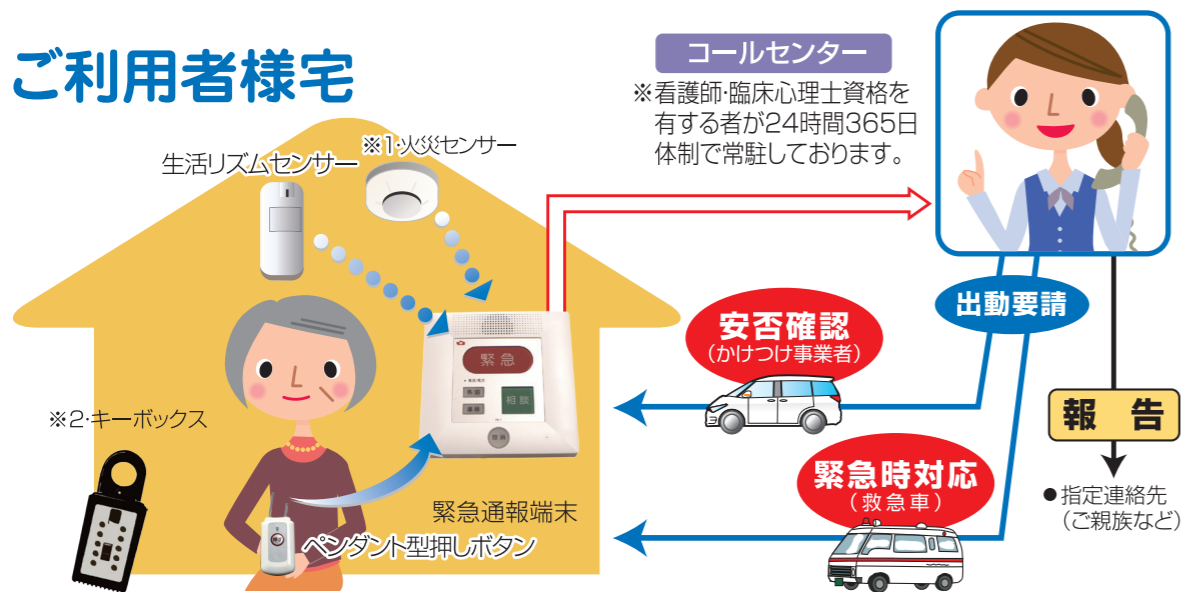 ご利用者様宅
コールセンター
※看護師・臨床心理士資格を
有する者が24時間365日
体制で常駐しております。
※1・火災センサー
生活リズムセンサー
出動要請
安否確認
(かけつけ事業者)
緊急
相談
※2・キーボックス
報 告
緊急時対応
(救急車)
●指定連絡先
(ご親族など)
緊急通報端末
ペンダント型押しボタン